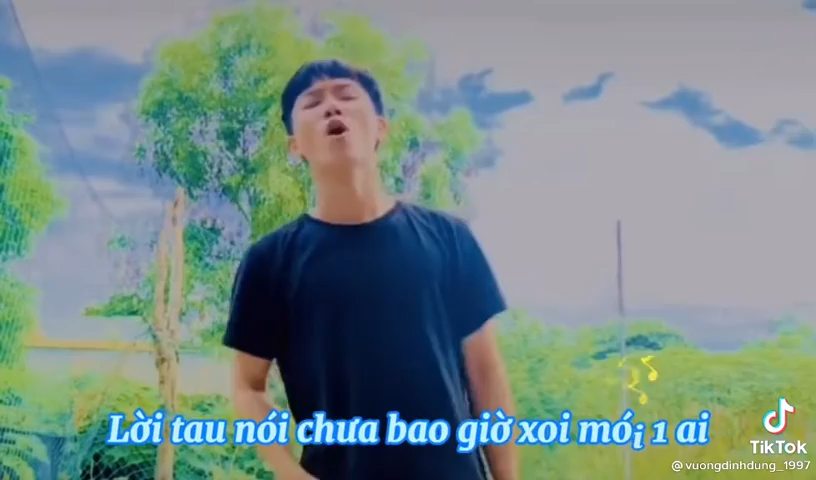 Lời tau nói chưa bao giờ xoi mói 1 ai
TikTok
@vuongdinhdung_1997